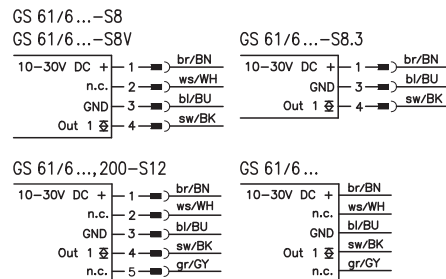 GS 61/6...-S8
GS 61/6...-S8V
10-30V DC + 1 br/BN
n.c. 2 ws/WH
GND 3 bl/BU
Out 1 4 sw/BK
GS 61/6...-S8.3
10-30V DC + 1 br/BN
GND 3 bl/BU
Out 1 4 sw/BK
GS 61/6...,200-S12
10-30V DC + 1 br/BN
n.c. 2 ws/WH
GND 3 bl/BU
Out 1 4 sw/BK
n.c. 5 gr/GY
GS 61/6...
10-30V DC + br/BN
n.c. ws/WH
GND bl/BU
Out 1 sw/BK
n.c. gr/GY